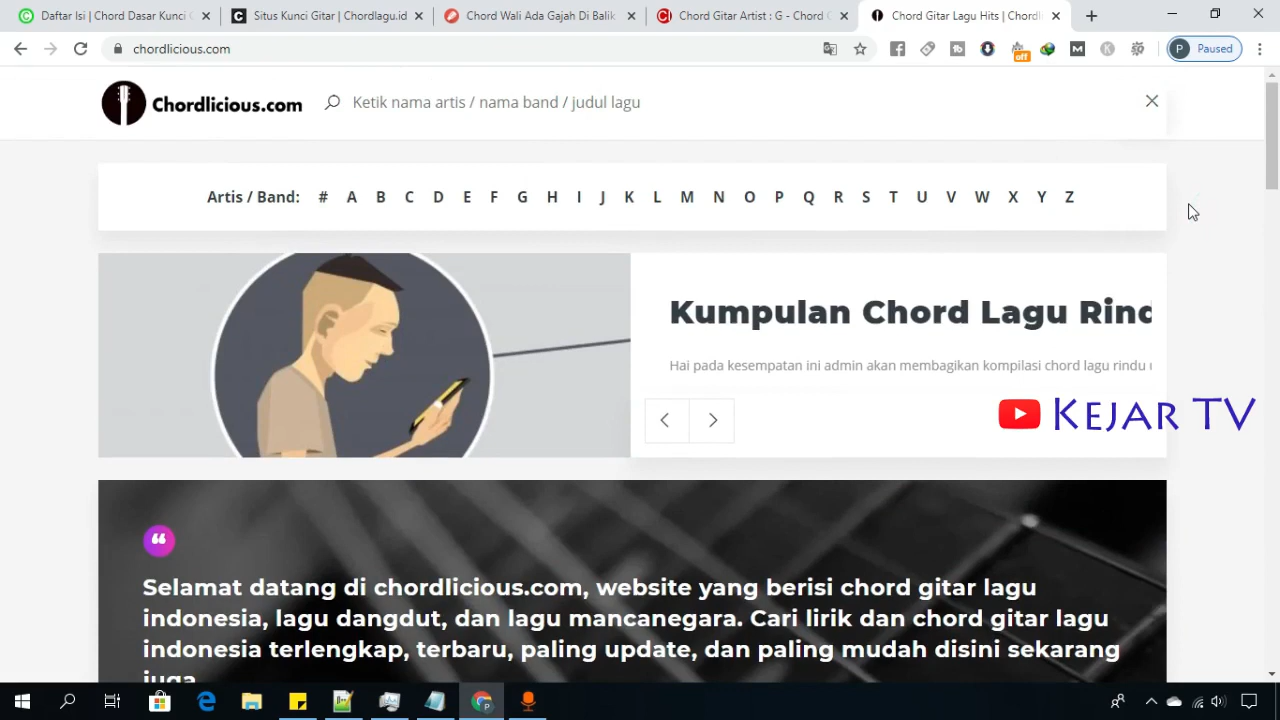 Daftar Isi | Chord Dasar Kunci G
Situs Kunci Gitar | Chordlagu.id
Chord Wali Ada Gajah Di Balik
Chord Gitar Artist : G - Chord G
Chord Gitar Lagu Hits | Chordl
chordlicious.com
off
P Paused
Chordlicious.com
Ketik nama artis / nama band / judul lagu
Artis / Band: # A B C D E F G H I J K L M N O P Q R S T U V W X Y Z
Kumpulan Chord Lagu Rind
Hai pada kesempatan ini admin akan membagikan kompilasi chord lagu rindu
KEJAR TV
Selamat datang di chordlicious.com, website yang berisi chord gitar lagu
indonesia, lagu dangdut, dan lagu mancanegara. Cari lirik dan chord gitar lagu
indonesia terlengkap, terbaru, paling update, dan paling mudah disini sekarang
juga